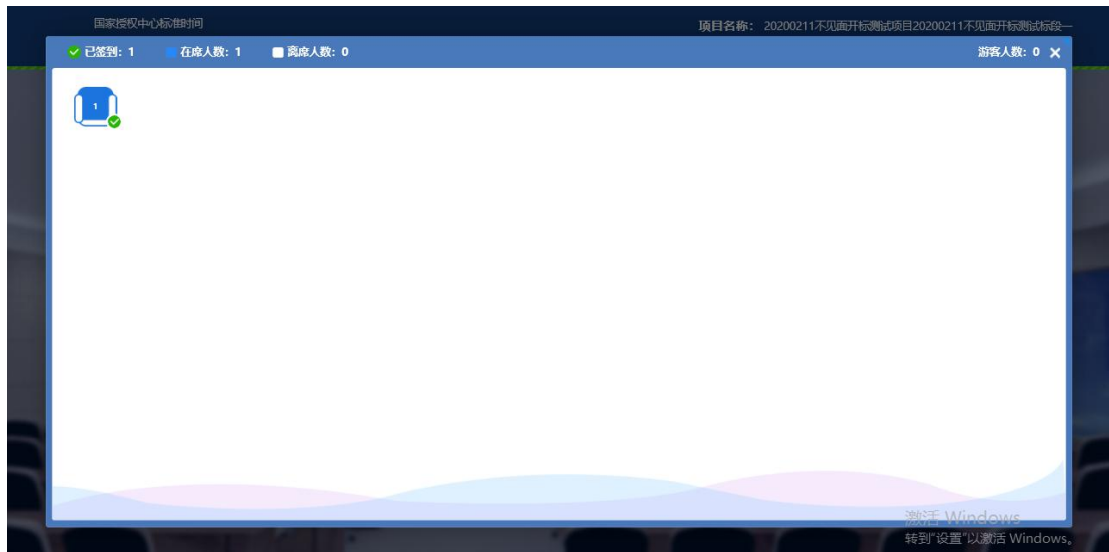 国家授权中心标准时间
项目名称： 20200211不见面开标测试项目20200211不见面开标测试标段一
已签到: 1 在席人数: 1 离席人数: 0 游客人数: 0
1
激活 Windows
转到"设置"以激活 Windows。